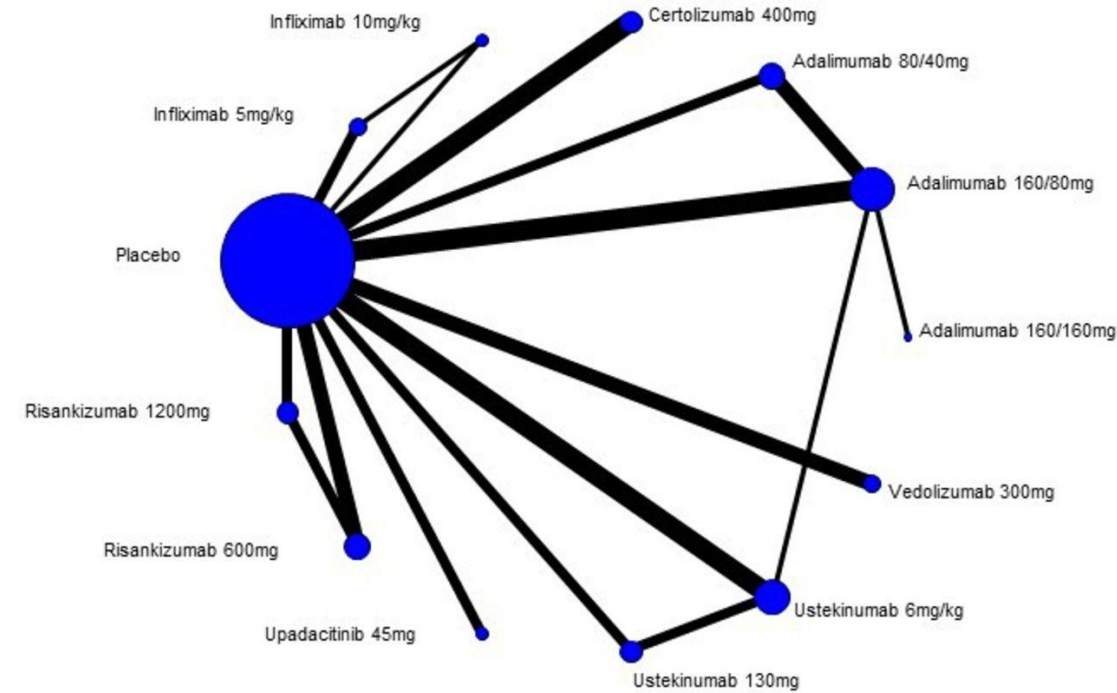 Infliximab 10mg/kg
Certolizumab 400mg
Adalimumab 80/40mg
Infliximab 5mg/kg
Adalimumab 160/80mg
Placebo
Adalimumab 160/160mg
Risankizumab 1200mg
Vedolizumab 300mg
Risankizumab 600mg
Ustekinumab 6mg/kg
Upadacitinib 45mg
Ustekinumab 130mg